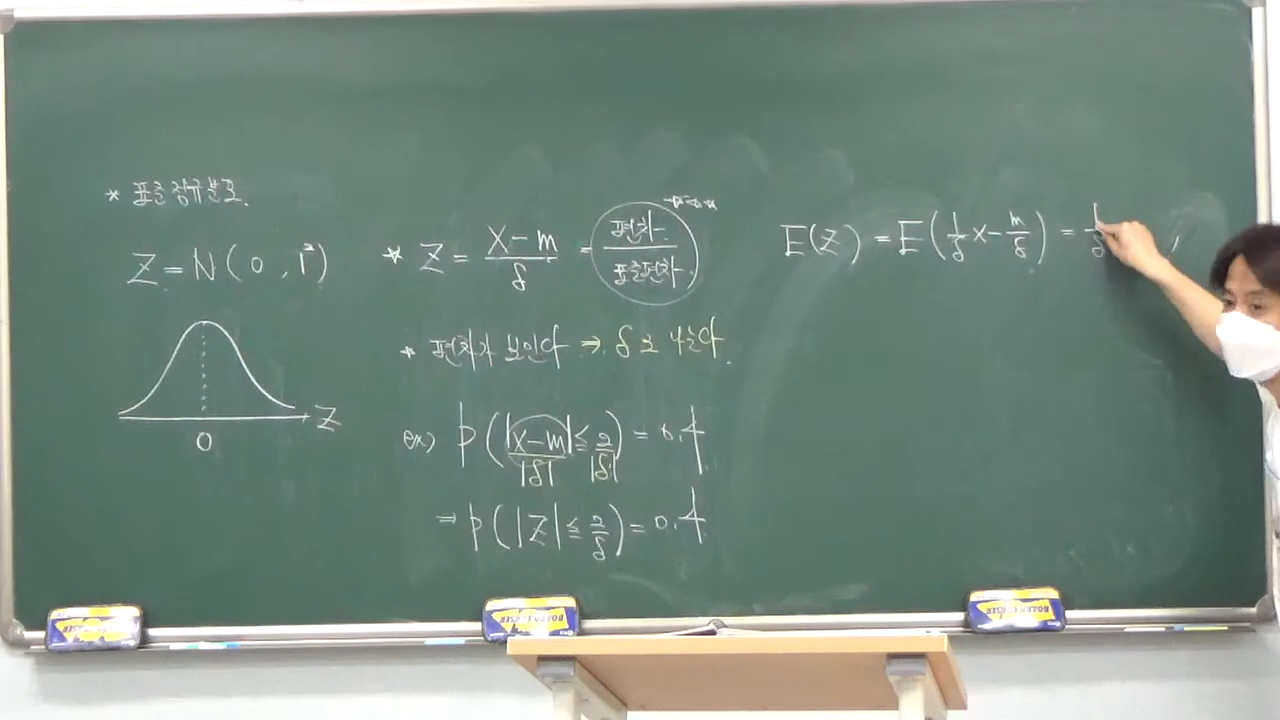 * 표준정규분포.
Z = N(0, 1²)
Z
0
* Z = (X-m)/δ = 편차/표준편차.
* 편차가 보인다 ⇒ δ로 나눈다.
ex) P(|X-m|/|δ| ≤ 2/|δ|) = 0.4
⇒ P(|Z| ≤ 2/δ) = 0.4
E(Z) = E(1/δ X - m/δ) = 1/δ